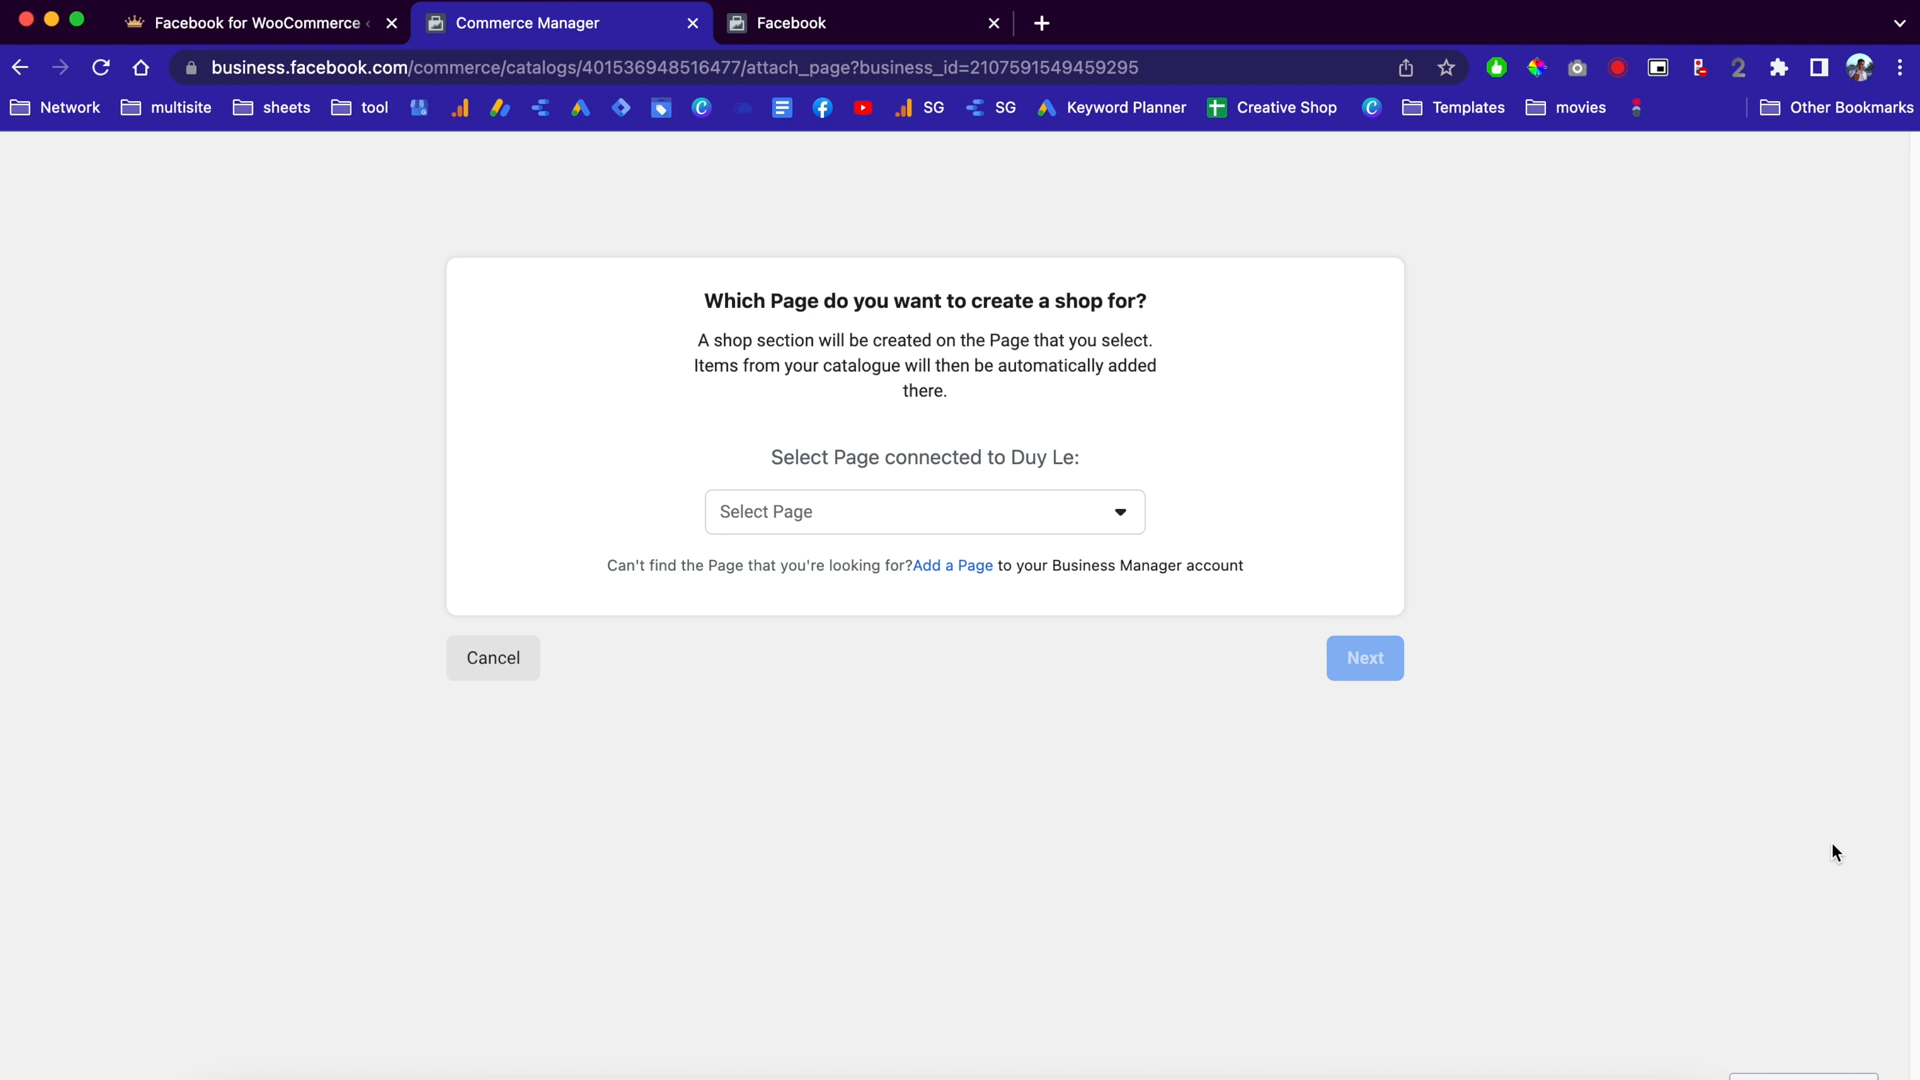 Facebook for WooCommerce
Commerce Manager
Facebook
business.facebook.com/commerce/catalogs/401536948516477/attach_page?business_id=2107591549459295
Network
multisite
sheets
tool
SG
SG
Keyword Planner
Creative Shop
Templates
movies
Other Bookmarks
Which Page do you want to create a shop for?
A shop section will be created on the Page that you select.
Items from your catalogue will then be automatically added
there.
Select Page connected to Duy Le:
Select Page
Can't find the Page that you're looking for?Add a Page to your Business Manager account
Cancel
Next